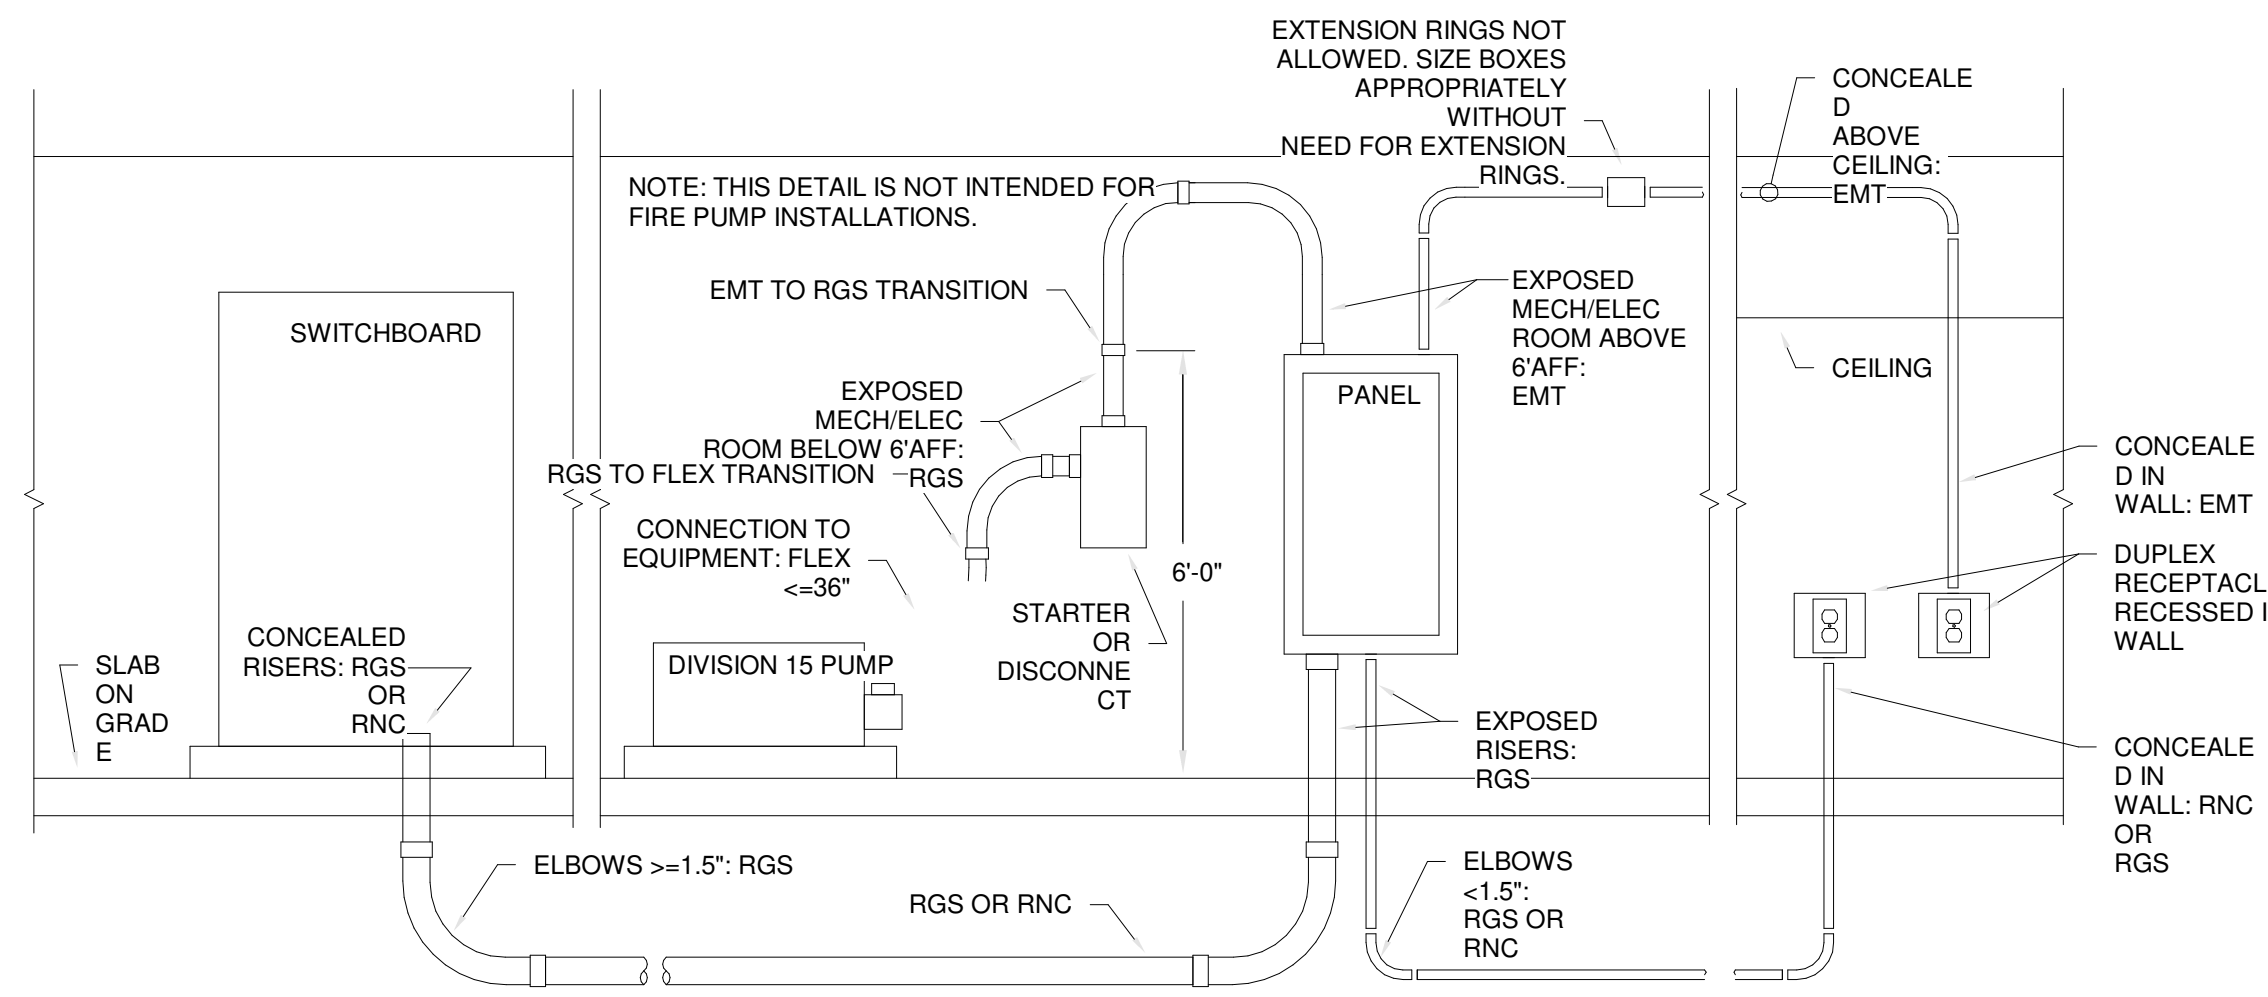 EXTENSION RINGS NOT
ALLOWED. SIZE BOXES
APPROPRIATELY
WITHOUT
NEED FOR EXTENSION
RINGS.
CONCEALE
D
ABOVE
CEILING:
EMT
NOTE: THIS DETAIL IS NOT INTENDED FOR
FIRE PUMP INSTALLATIONS.
EMT TO RGS TRANSITION
EXPOSED
MECH/ELEC
ROOM ABOVE
6'AFF:
EMT
SWITCHBOARD
CEILING
PANEL
EXPOSED
MECH/ELEC
ROOM BELOW 6'AFF:
RGS
RGS TO FLEX TRANSITION
CONCEALE
D IN
WALL: EMT
CONNECTION TO
EQUIPMENT: FLEX
<=36"
6'-0"
DUPLEX
RECEPTACL
RECESSED I
WALL
STARTER
OR
DISCONNE
CT
CONCEALED
RISERS: RGS
OR
RNC
SLAB
ON
GRAD
E
DIVISION 15 PUMP
EXPOSED
RISERS:
RGS
CONCEALE
D IN
WALL: RNC
OR
RGS
ELBOWS >=1.5": RGS
RGS OR RNC
ELBOWS
<1.5":
RGS OR
RNC